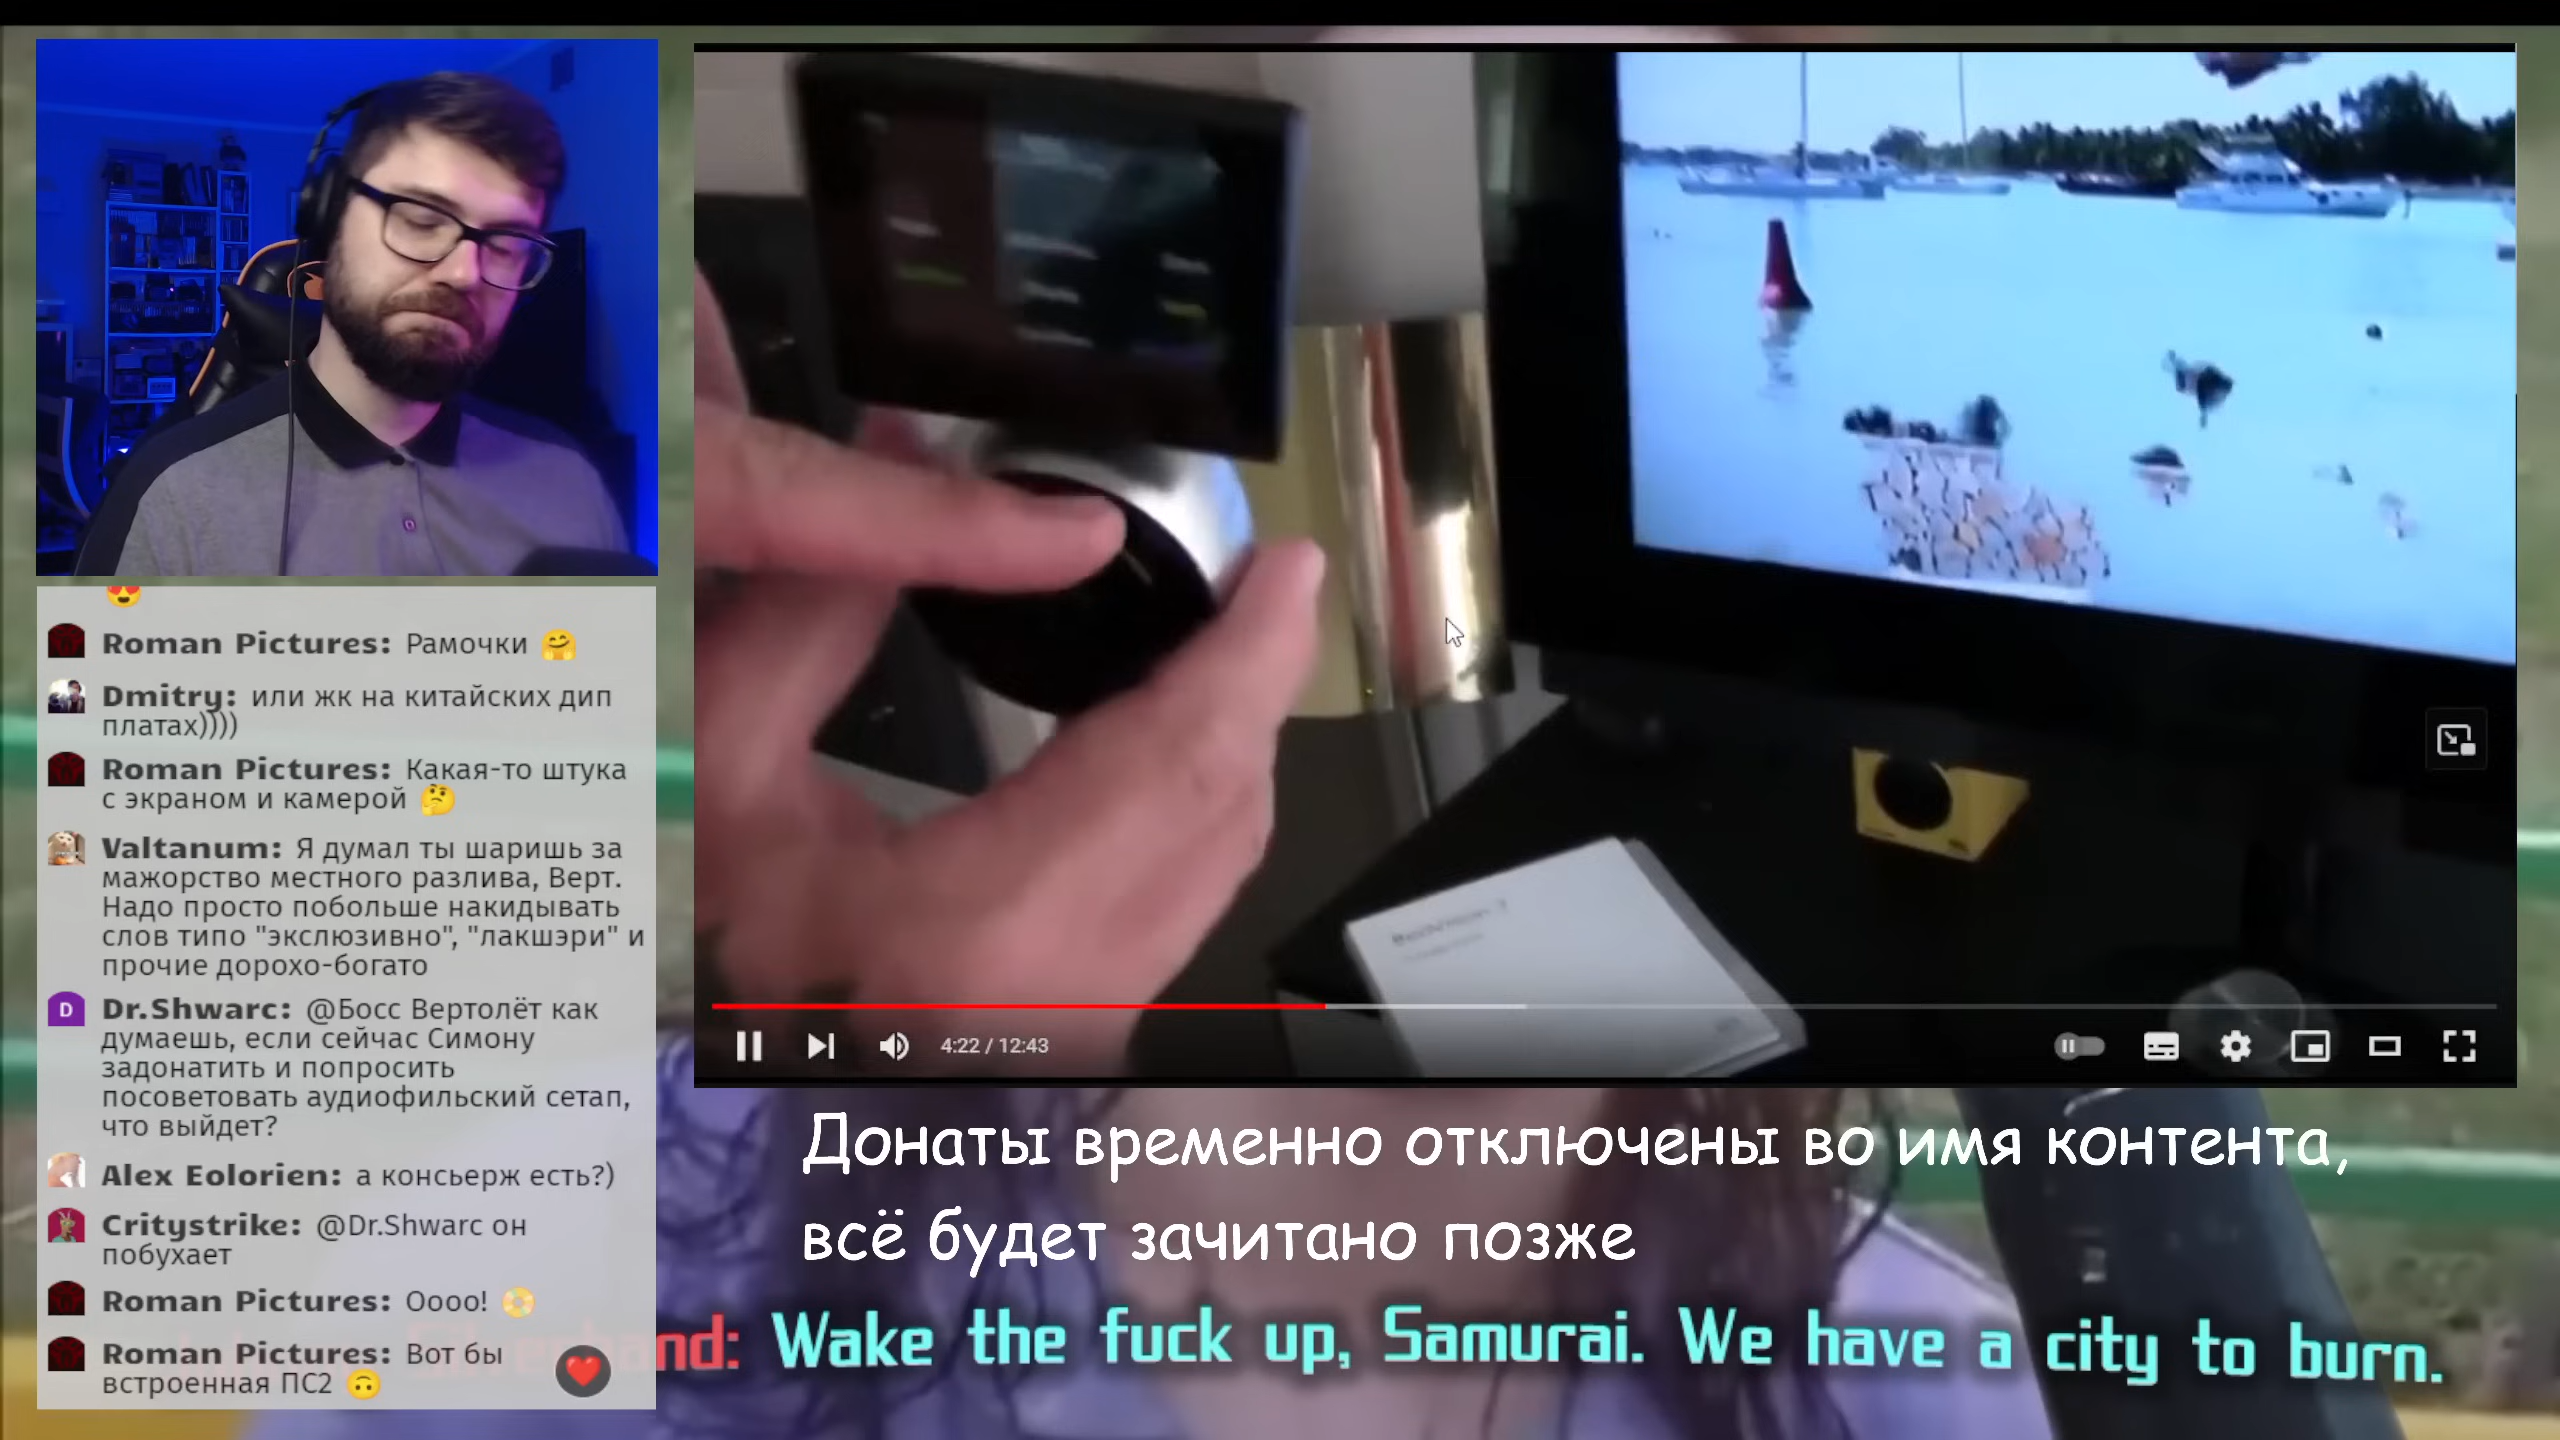 Roman Pictures: Рамочки 🤗
Dmitry: или жк на китайских дип
платах))))
Roman Pictures: Какая-то штука
с экраном и камерой 🤔
Valtanum: Я думал ты шаришь за
мажорство местного разлива, Верт.
Надо просто побольше накидывать
слов типо "экслюзивно", "лакшэри" и
прочие дорохо-богато
D
Dr.Shwarc: @Босс Вертолёт как
думаешь, если сейчас Симону
задонатить и попросить
посоветовать аудиофильский сетап,
что выйдет?
Alex Eolorien: а консьерж есть?)
Critystrike: @Dr.Shwarc он
побухает
Roman Pictures: Оооо! 📀
Roman Pictures: Вот бы
встроенная ПС2 🙃
4:22 / 12:43
Донаты временно отключены во имя контента,
всё будет зачитано позже
and: Wake the fuck up, Samurai. We have a city to burn.